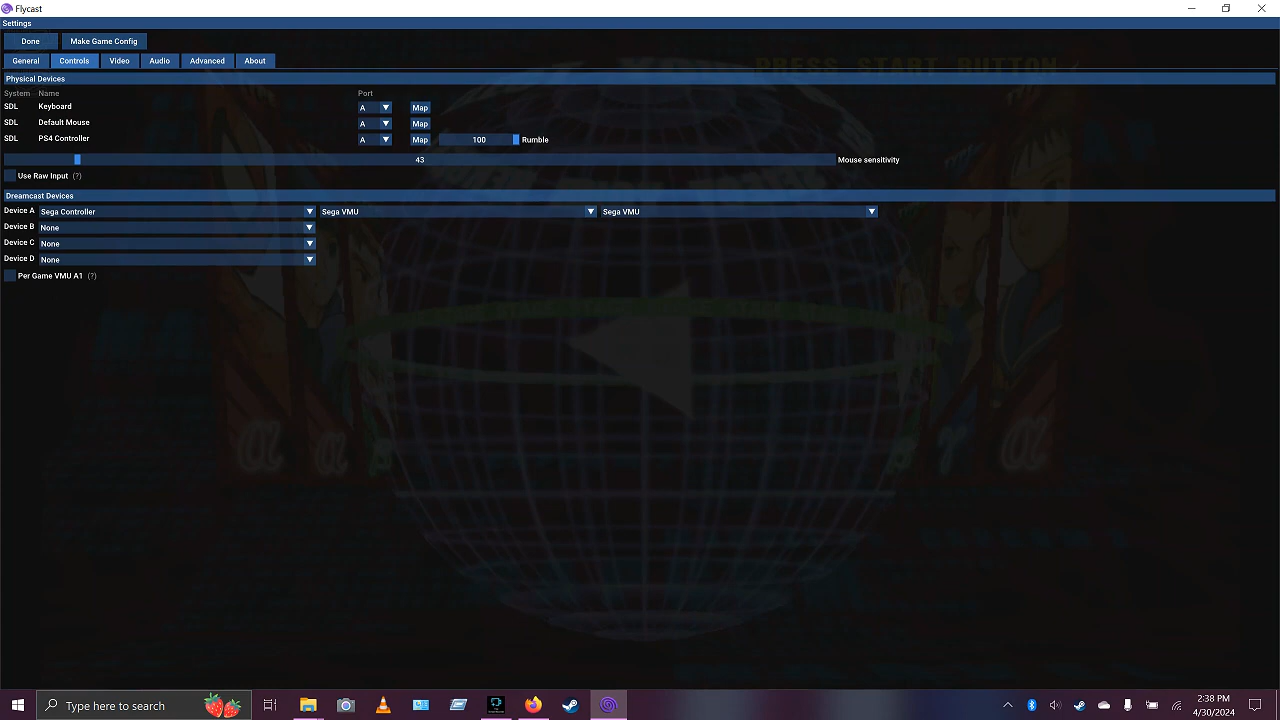 Flycast
Settings
Done Make Game Config
General Controls Video Audio Advanced About
PRESS START BUTTON
Physical Devices
System Name Port
SDL Keyboard A Map
SDL Default Mouse A Map
SDL PS4 Controller A Map 100 Rumble
43 Mouse sensitivity
Use Raw Input (?)
Dreamcast Devices
Device A Sega Controller Sega VMU Sega VMU
Device B None
Device C None
Device D None
Per Game VMU A1 (?)
Type here to search
2:38 PM
4/30/2024